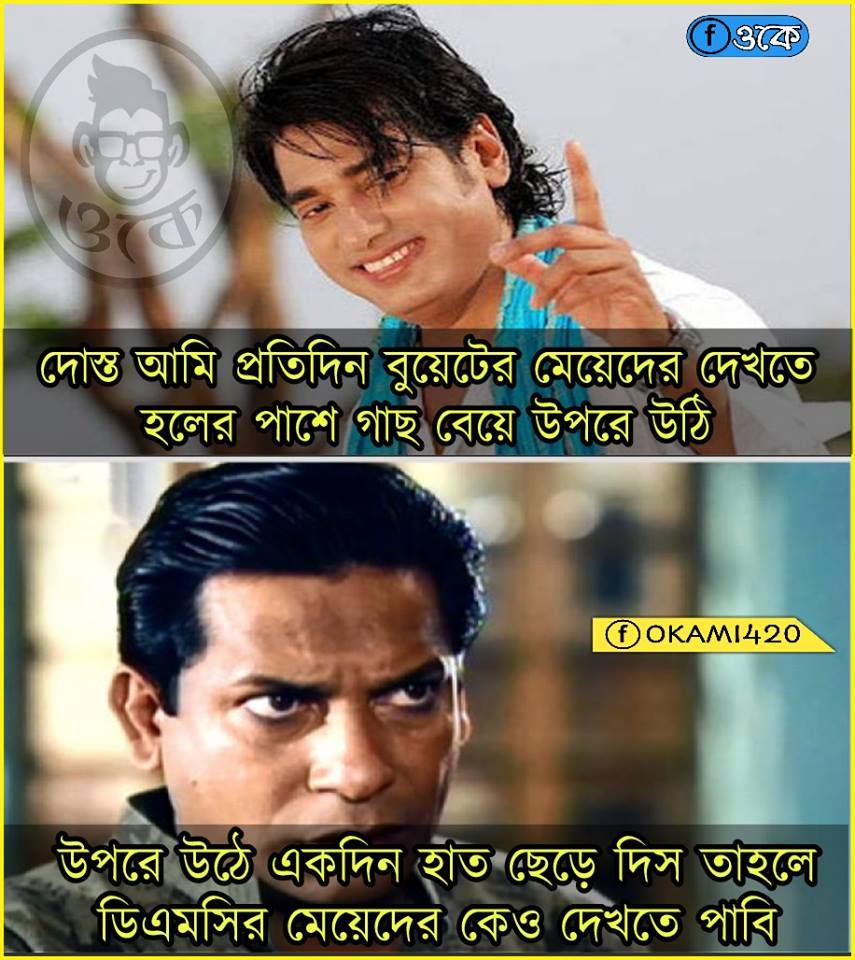 f ওকে
ওকে
দোস্ত আমি প্রতিদিন বুয়েটের মেয়েদের দেখতে
হলের পাশে গাছ বেয়ে উপরে উঠি
f OKAMI420
উপরে উঠে একদিন হাত ছেড়ে দিস তাহলে
ডিএমসির মেয়েদের কেও দেখতে পাবি